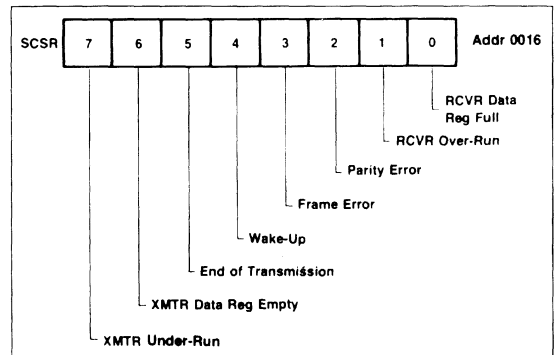 SCSR 7 6 5 4 3 2 1 0 Addr 0016
RCVR Data
Reg Full
RCVR Over-Run
Parity Error
Frame Error
Wake-Up
End of Transmission
XMTR Data Reg Empty
XMTR Under-Run